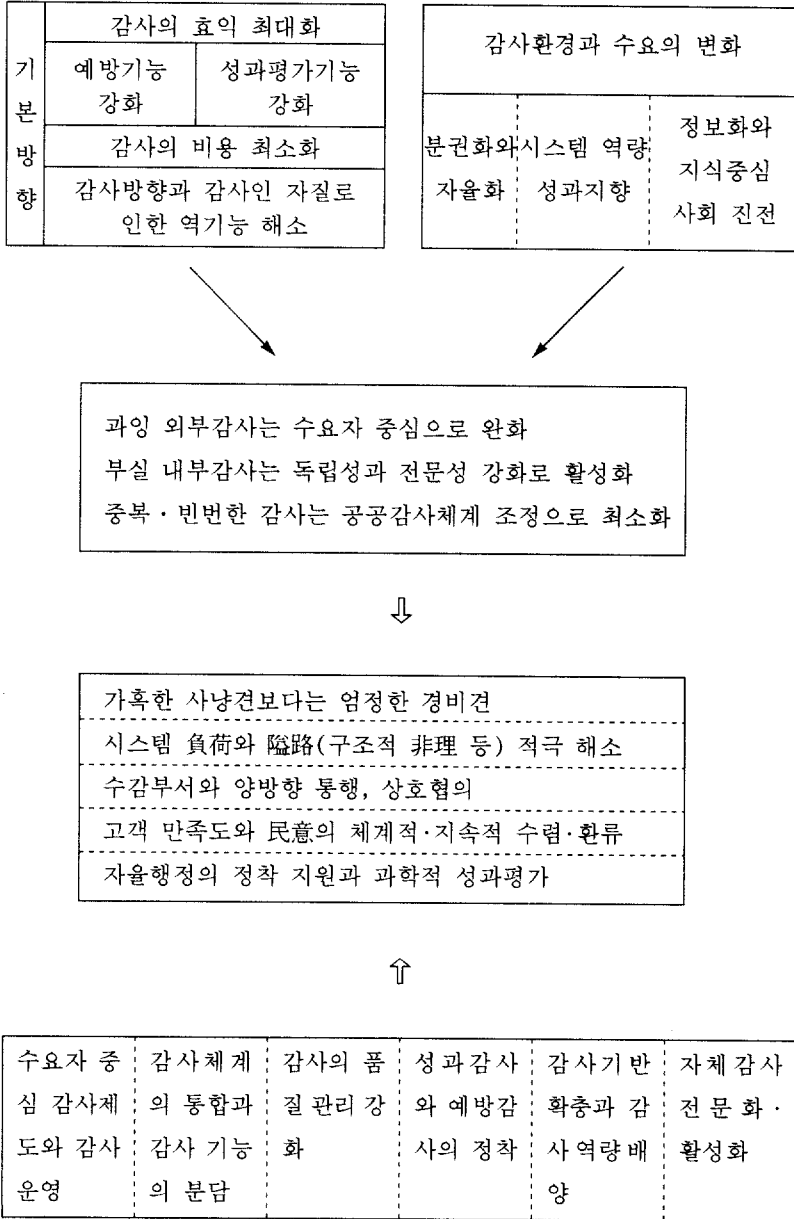 기본방향
감사의 효익 최대화
예방기능
강화
성과평가기능
강화
감사의 비용 최소화
감사방향과 감사인 자질로
인한 역기능 해소
감사환경과 수요의 변화
분권화와
자율화
시스템 역량
성과지향
정보화와
지식중심
사회 진전
과잉 외부감사는 수요자 중심으로 완화
부실 내부감사는 독립성과 전문성 강화로 활성화
중복·빈번한 감사는 공공감사체계 조정으로 최소화
가혹한 사냥견보다는 엄정한 경비견
시스템 負荷와 隘路(구조적 非理 등) 적극 해소
수감부서와 양방향 통행, 상호협의
고객 만족도와 民意의 체계적·지속적 수렴·환류
자율행정의 정착 지원과 과학적 성과평가
수요자 중
심 감사제
도와 감사
운영
감사체계
의 통합과
감사 기능
의 분담
감사의 품
질 관리 강
화
성과감사
와 예방감
사의 정착
감사기반
확충과 감
사역량배
양
자체감사
전문화·
활성화